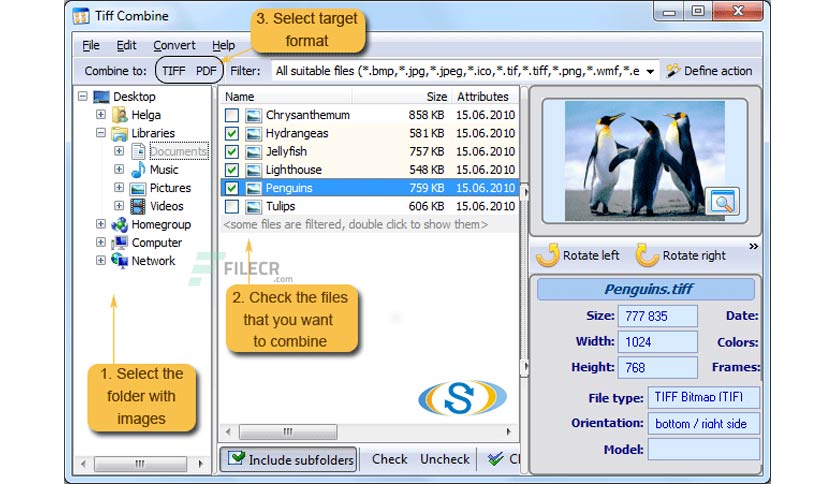 Tiff Combine
3. Select target
format
File Edit Convert Help
Combine to: TIFF PDF Filter: All suitable files (*.bmp,*.jpg,*.jpeg,*.ico,*.tif,*.tiff,*.png,*.wmf,*.e Define action
Desktop
Helga
Libraries
Documents
Music
Pictures
Videos
Homegroup
Computer
Network
Name Size Attributes
Chrysanthemum 858 KB 15.06.2010
Hydrangeas 581 KB 15.06.2010
Jellyfish 757 KB 15.06.2010
Lighthouse 548 KB 15.06.2010
Penguins 759 KB 15.06.2010
Tulips 606 KB 15.06.2010
<some files are filtered, double click to show them>
FILECR
.com
2. Check the files
that you want
to combine
1. Select the
folder with
images
S
Include subfolders Check Uncheck Cl
Rotate left Rotate right »
Penguins.tiff
Size: 777 835 Date:
Width: 1024 Colors:
Height: 768 Frames:
File type: TIFF Bitmap (TIF)
Orientation: bottom / right side
Model: